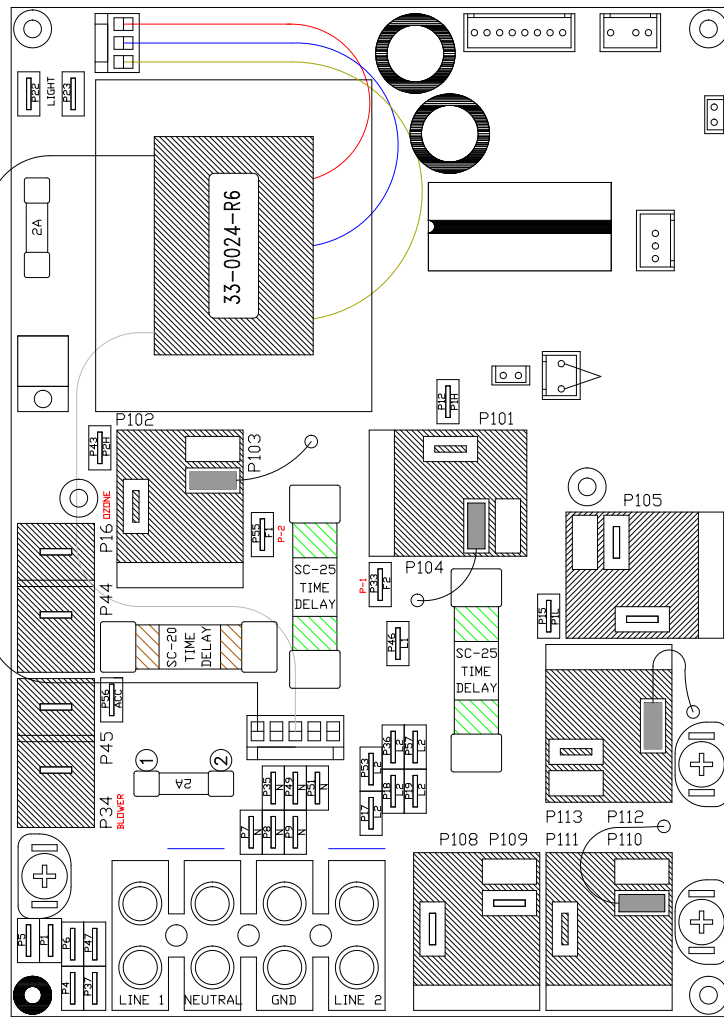 P22
LIGHT
P23
2A
33-0024-R6
P102
P103
P43
P2H
P12
P1H
P101
P104
P105
OZONE
P16
P44
P55
F1
P-2
SC-25
TIME
DELAY
P-1
P33
F2
P46
L1
P15
P1L
SC-20
TIME
DELAY
SC-25
TIME
DELAY
P56
ACC
P45
P34
BLOWER
1
2
2A
P35
N
P49
N
P51
N
P7
N
P8
N
P9
N
P36
L2
P57
L2
P53
L2
P18
L2
P19
L2
P17
L2
P113
P112
P111
P110
P108
P109
P5
P1
P6
P47
P4
P37
LINE 1
NEUTRAL
GND
LINE 2